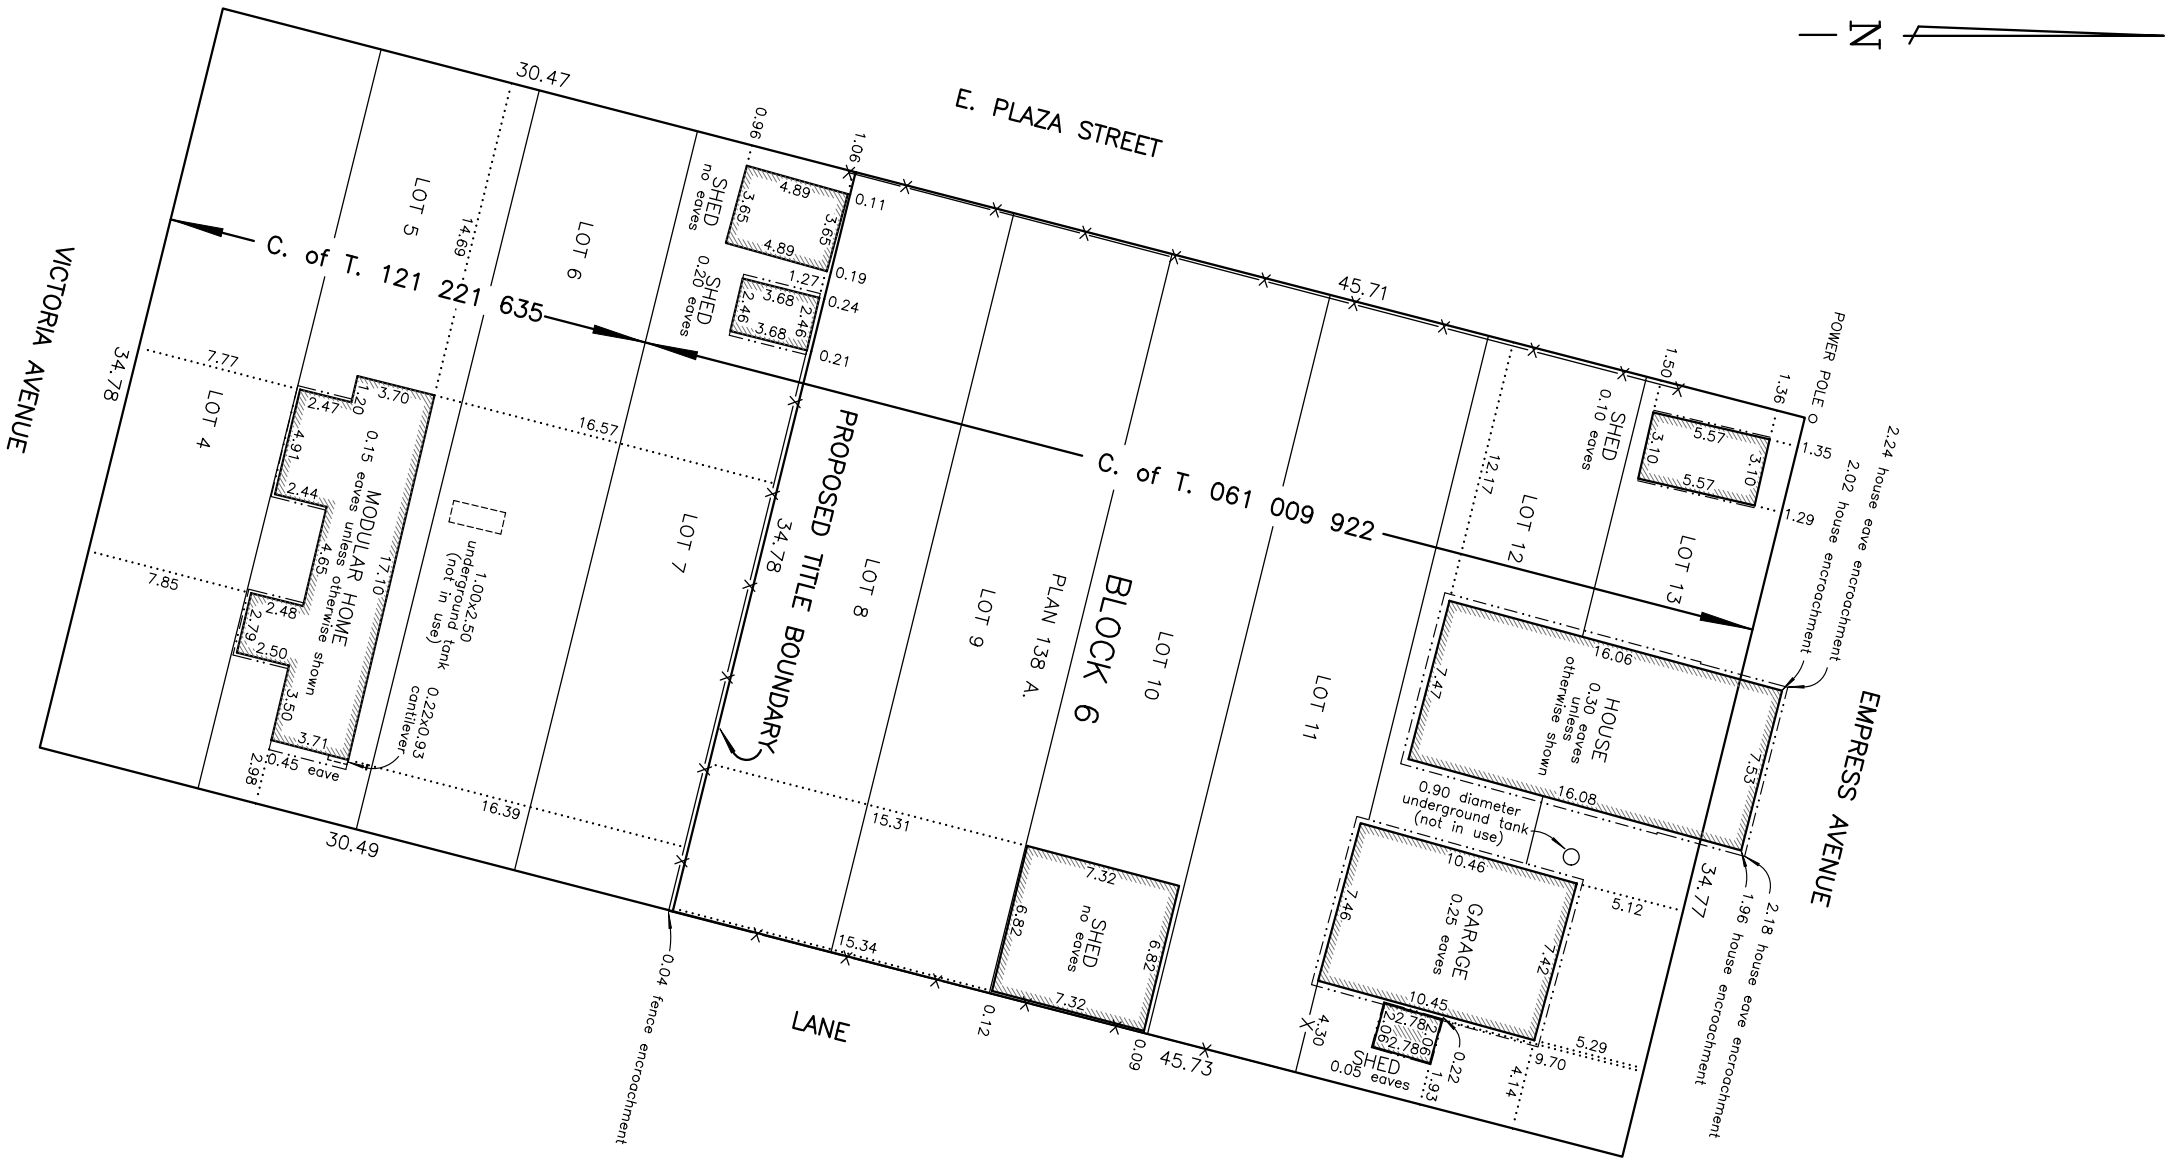 N
E. PLAZA STREET
30.47
45.71
0.96
1.06
0.11
4.89
3.65
3.65
4.89
SHED
no eaves
0.19
1.27
0.24
3.68
2.46
2.46
3.68
0.21
SHED
0.20 eaves
LOT 5
14.69
LOT 6
C. of T. 121 221 635
VICTORIA AVENUE
34.78
7.77
LOT 4
2.47
1.20
3.70
4.91
2.44
4.65
17.10
MODULAR HOME
0.15 eaves unless otherwise shown
7.85
2.48
2.79
2.50
3.50
3.71
0.45 eave
2.98
0.22x0.93
cantilever
1.00x2.50
underground tank
(not in use)
16.57
16.39
30.49
LOT 7
34.78
PROPOSED TITLE BOUNDARY
LOT 8
LOT 9
PLAN 138 A.
BLOCK 6
LOT 10
LOT 11
C. of T. 061 009 922
12.17
LOT 12
LOT 13
1.50
1.36
POWER POLE
SHED
0.10 eaves
5.57
3.10
3.10
5.57
1.35
1.29
2.24 house eave encroachment
2.02 house encroachment
EMPRESS AVENUE
16.06
7.47
HOUSE
0.30 eaves
unless
otherwise shown
7.53
16.08
34.77
2.18 house eave encroachment
1.96 house encroachment
0.90 diameter
underground tank
(not in use)
10.46
7.46
GARAGE
0.25 eaves
7.42
10.45
5.12
5.29
9.70
4.14
4.30
2.78
2.06
2.06
2.78
0.22
1.93
SHED
0.05 eaves
15.31
15.34
7.32
6.82
SHED
no eaves
6.82
7.32
0.12
0.09
45.73
LANE
0.04 fence encroachment